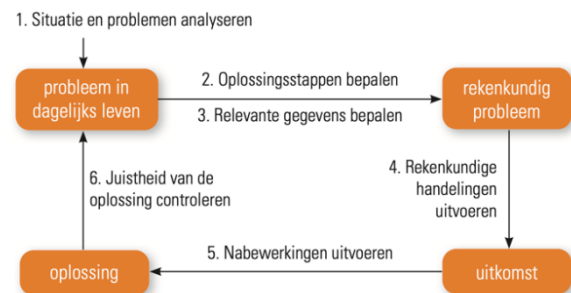 1. Situatie en problemen analyseren
probleem in
dagelijks leven
2. Oplossingsstappen bepalen
3. Relevante gegevens bepalen
rekenkundig
probleem
4. Rekenkundige
handelingen
uitvoeren
6. Juistheid van de
oplossing controleren
5. Nabewerkingen uitvoeren
oplossing
uitkomst